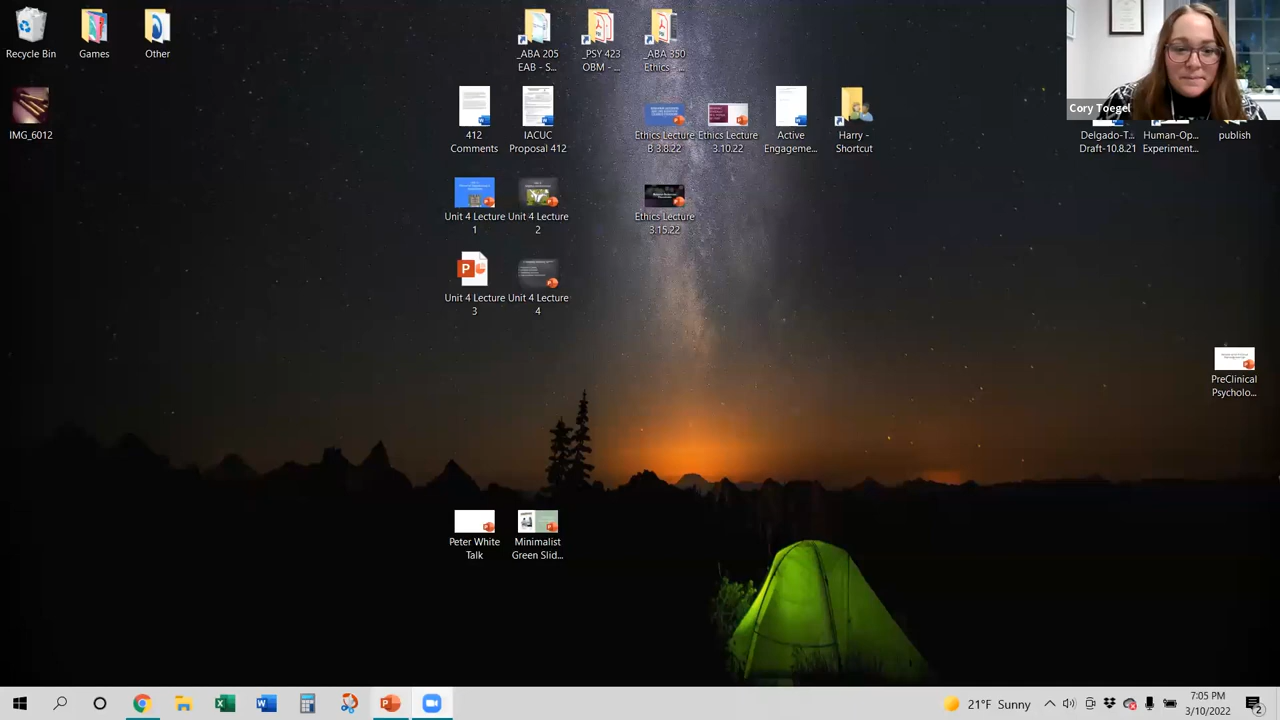 Recycle Bin
Games
Other
_ABA 205
EAB - S...
_PSY 423
OBM - ...
_ABA 350
Ethics - ...
Cory Toegel
IMG_6012
412
Comments
IACUC
Proposal 412
Ethics Lecture
B 3.8.22
Ethics Lecture
3.10.22
Active
Engageme...
Harry -
Shortcut
Delgado-T...
Draft-10.8.21
Human-Op...
Experiment...
publish
Unit 4 Lecture
1
Unit 4 Lecture
2
Ethics Lecture
3.15.22
Unit 4 Lecture
3
Unit 4 Lecture
4
PreClinical
Psycholo...
Peter White
Talk
Minimalist
Green Slid...
21°F Sunny
7:05 PM
3/10/2022
2